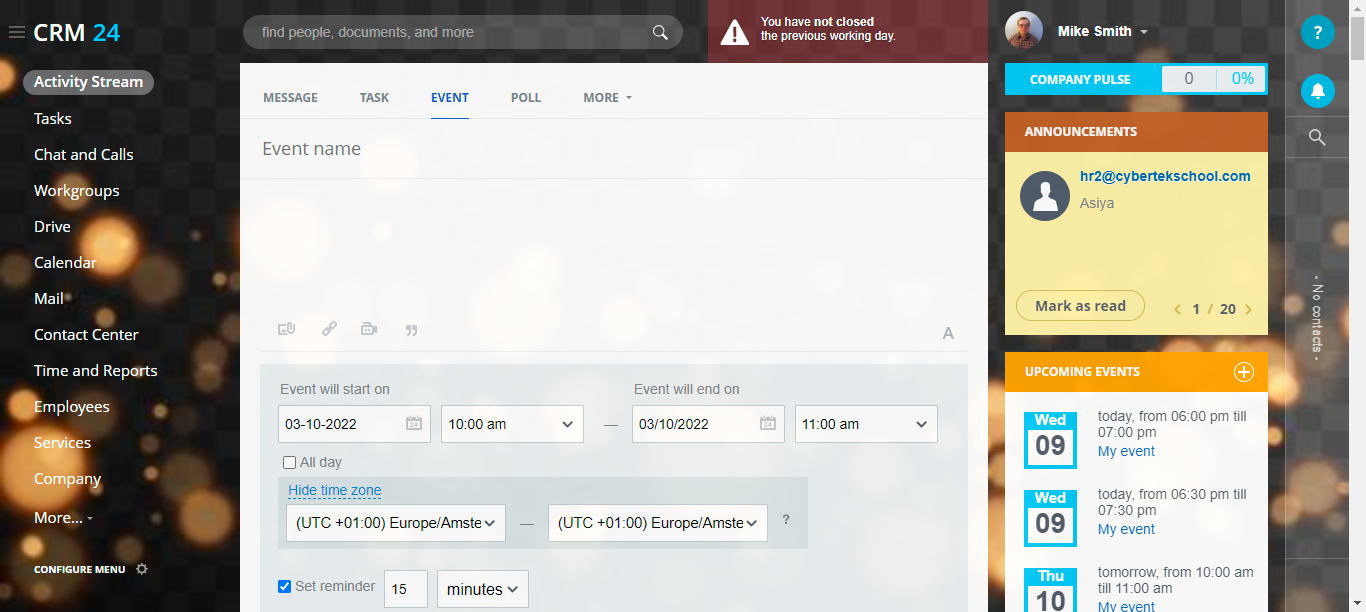 CRM 24
find people, documents, and more
You have not closed
the previous working day.
Mike Smith
?
Activity Stream
Tasks
Chat and Calls
Workgroups
Drive
Calendar
Mail
Contact Center
Time and Reports
Employees
Services
Company
More...
CONFIGURE MENU
MESSAGE
TASK
EVENT
POLL
MORE
Event name
A
Event will start on
Event will end on
03-10-2022
24
10:00 am
—
03/10/2022
24
11:00 am
All day
Hide time zone
(UTC +01:00) Europe/Amste
—
(UTC +01:00) Europe/Amste
?
Set reminder
15
minutes
COMPANY PULSE
0
0%
ANNOUNCEMENTS
hr2@cybertekschool.com
Asiya
Mark as read
1 / 20
UPCOMING EVENTS
Wed
09
today, from 06:00 pm till
07:00 pm
My event
Wed
09
today, from 06:30 pm till
07:30 pm
My event
Thu
10
tomorrow, from 10:00 am
till 11:00 am
My event
- No contacts -